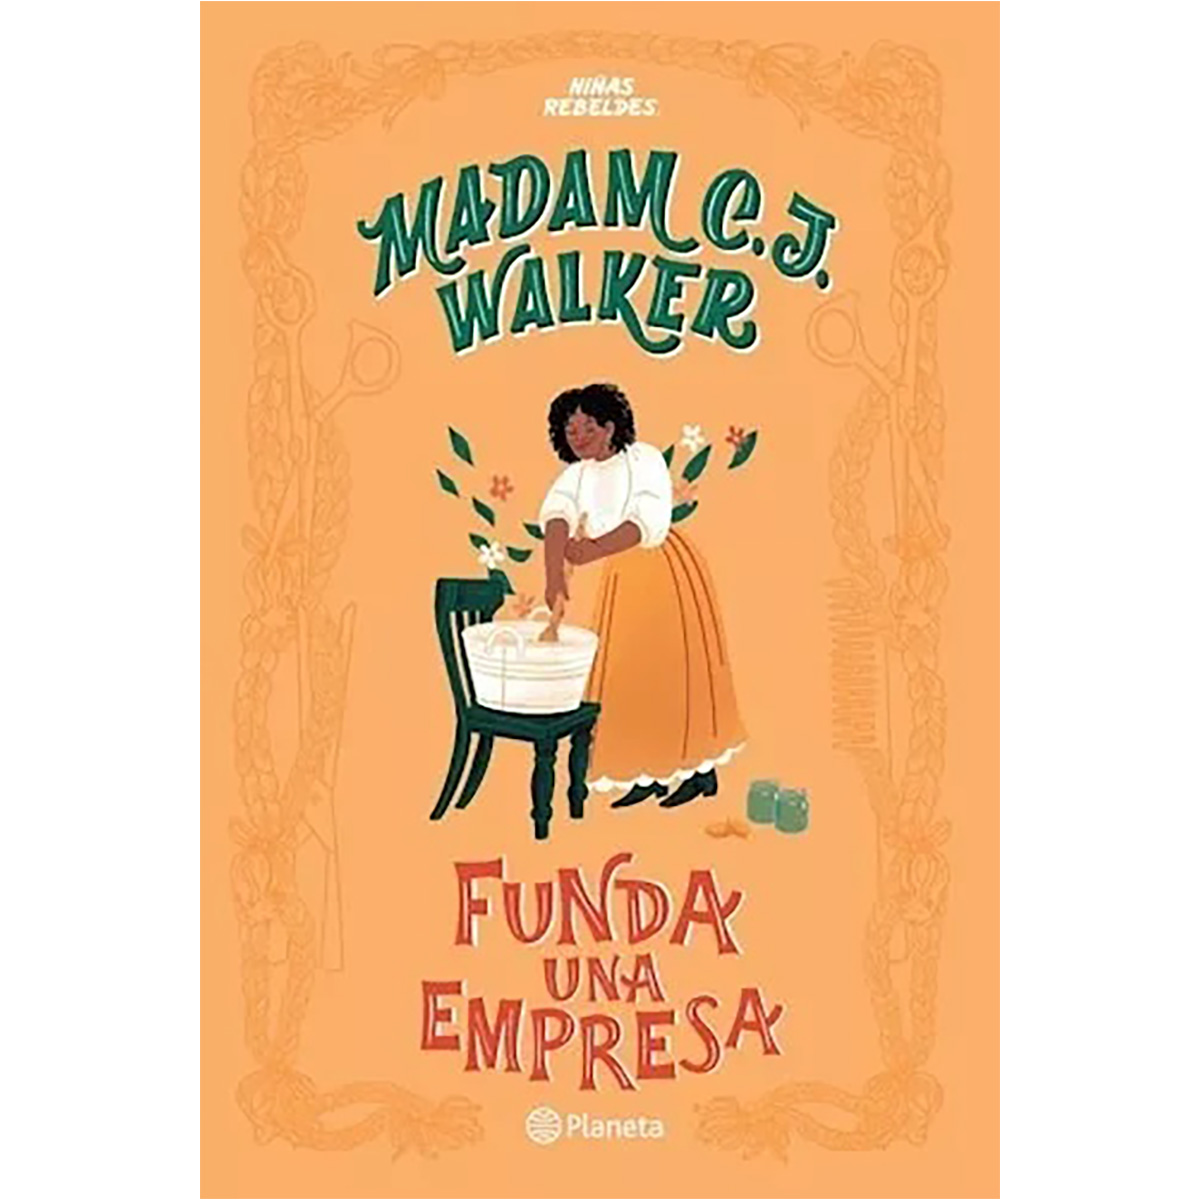 NIÑAS
REBELDES
MADAM C.J.
WALKER
FUNDA
UNA
EMPRESA
Planeta